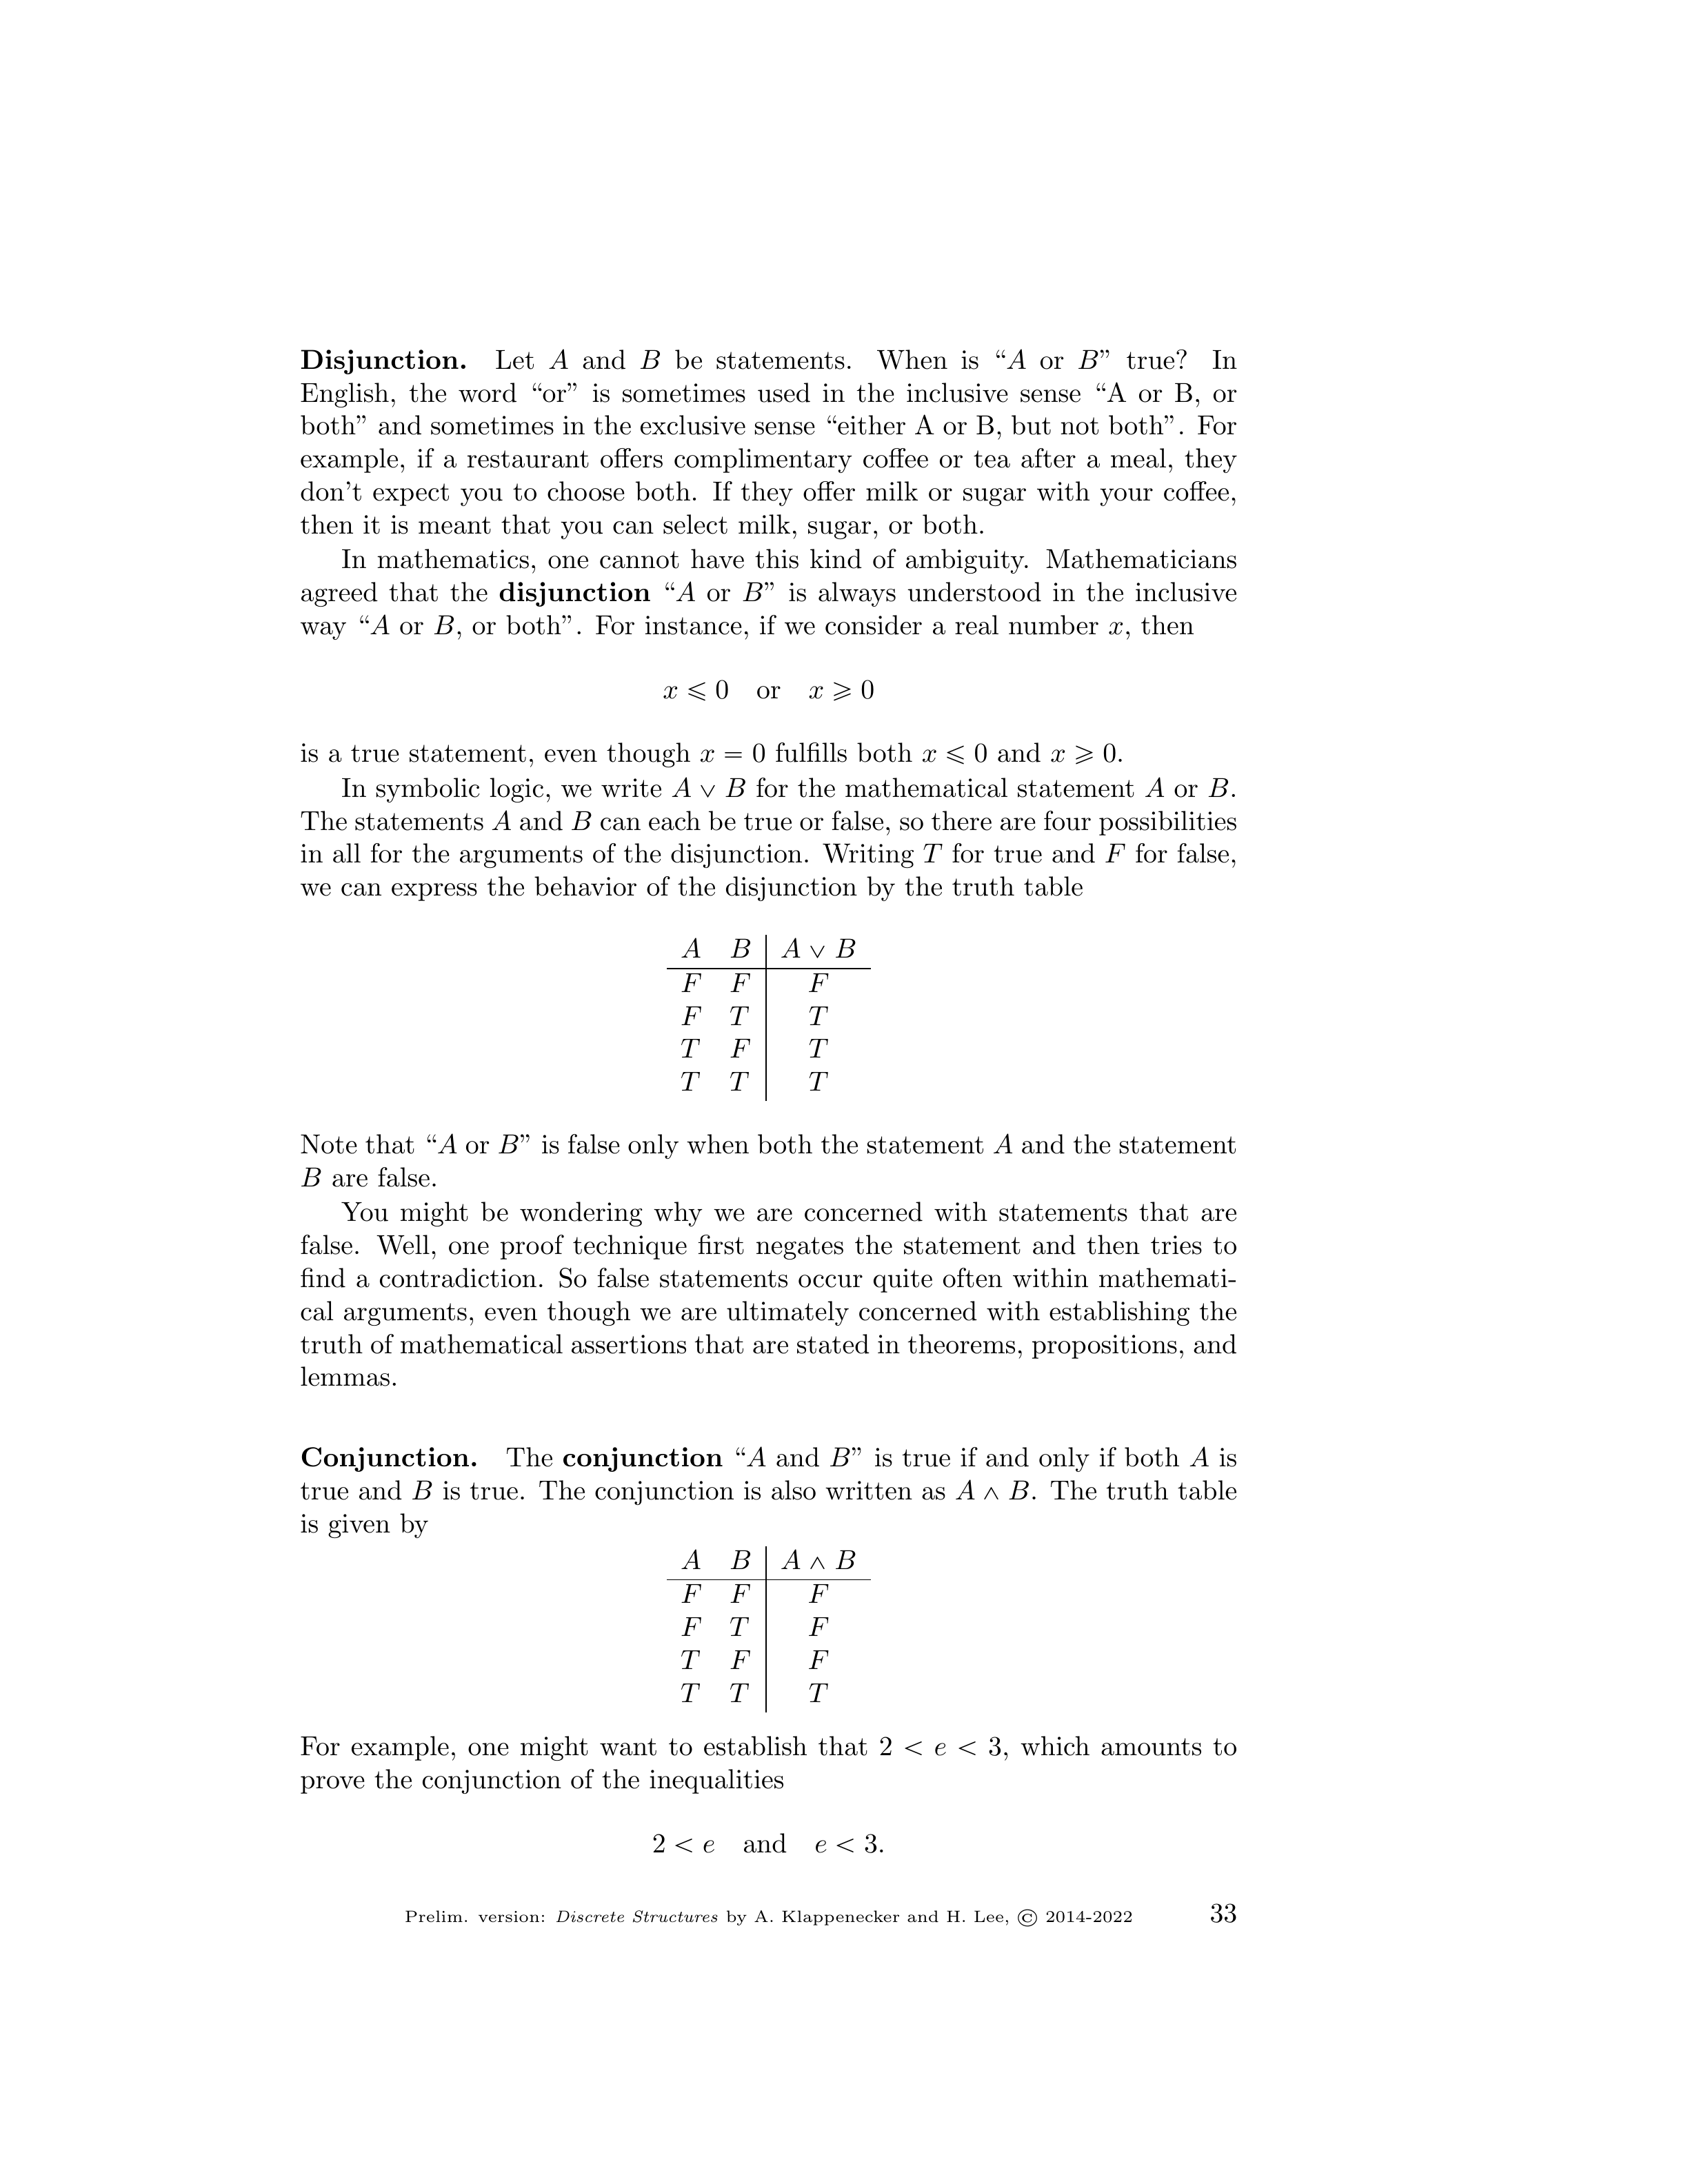 Disjunction. Let A and B be statements. When is “A or B” true? In
English, the word “or” is sometimes used in the inclusive sense “A or B, or
both” and sometimes in the exclusive sense “either A or B, but not both”. For
example, if a restaurant offers complimentary coffee or tea after a meal, they
don’t expect you to choose both. If they offer milk or sugar with your coffee,
then it is meant that you can select milk, sugar, or both.
In mathematics, one cannot have this kind of ambiguity. Mathematicians
agreed that the disjunction “A or B” is always understood in the inclusive
way “A or B, or both”. For instance, if we consider a real number x, then
x ⩽ 0 or x ⩾ 0
is a true statement, even though x = 0 fulfills both x ⩽ 0 and x ⩾ 0.
In symbolic logic, we write A ∨ B for the mathematical statement A or B.
The statements A and B can each be true or false, so there are four possibilities
in all for the arguments of the disjunction. Writing T for true and F for false,
we can express the behavior of the disjunction by the truth table
A B A ∨ B
F F F
F T T
T F T
T T T
Note that “A or B” is false only when both the statement A and the statement
B are false.
You might be wondering why we are concerned with statements that are
false. Well, one proof technique first negates the statement and then tries to
find a contradiction. So false statements occur quite often within mathemati-
cal arguments, even though we are ultimately concerned with establishing the
truth of mathematical assertions that are stated in theorems, propositions, and
lemmas.
Conjunction. The conjunction “A and B” is true if and only if both A is
true and B is true. The conjunction is also written as A ∧ B. The truth table
is given by
A B A ∧ B
F F F
F T F
T F F
T T T
For example, one might want to establish that 2 < e < 3, which amounts to
prove the conjunction of the inequalities
2 < e and e < 3.
Prelim. version: Discrete Structures by A. Klappenecker and H. Lee, © 2014-2022 33